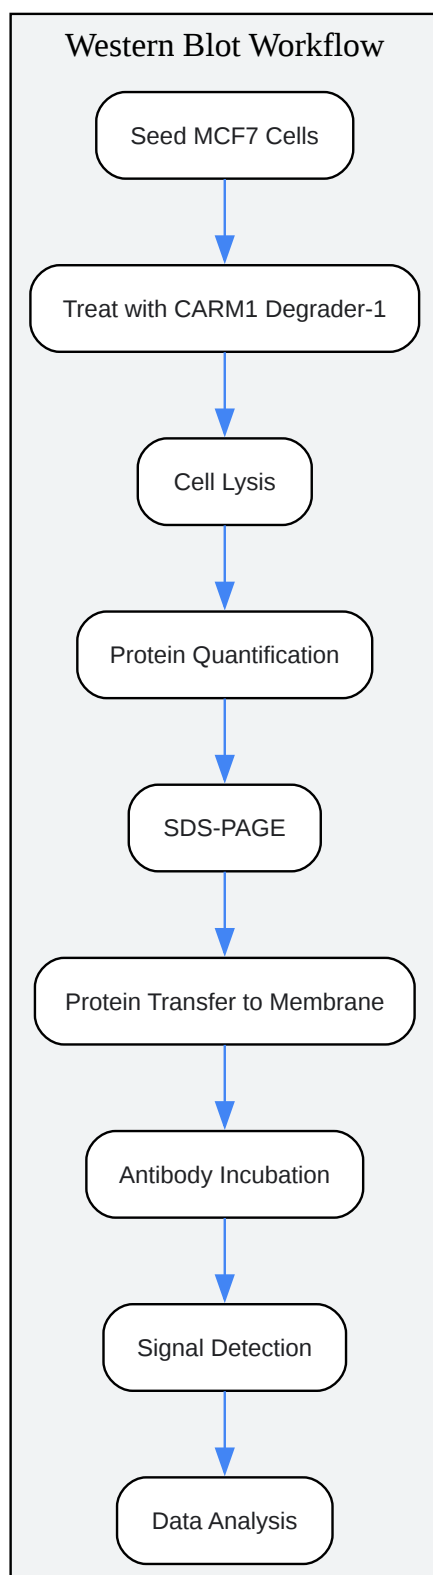 Western Blot Workflow
Seed MCF7 Cells
Treat with CARM1 Degrader-1
Cell Lysis
Protein Quantification
SDS-PAGE
Protein Transfer to Membrane
Antibody Incubation
Signal Detection
Data Analysis